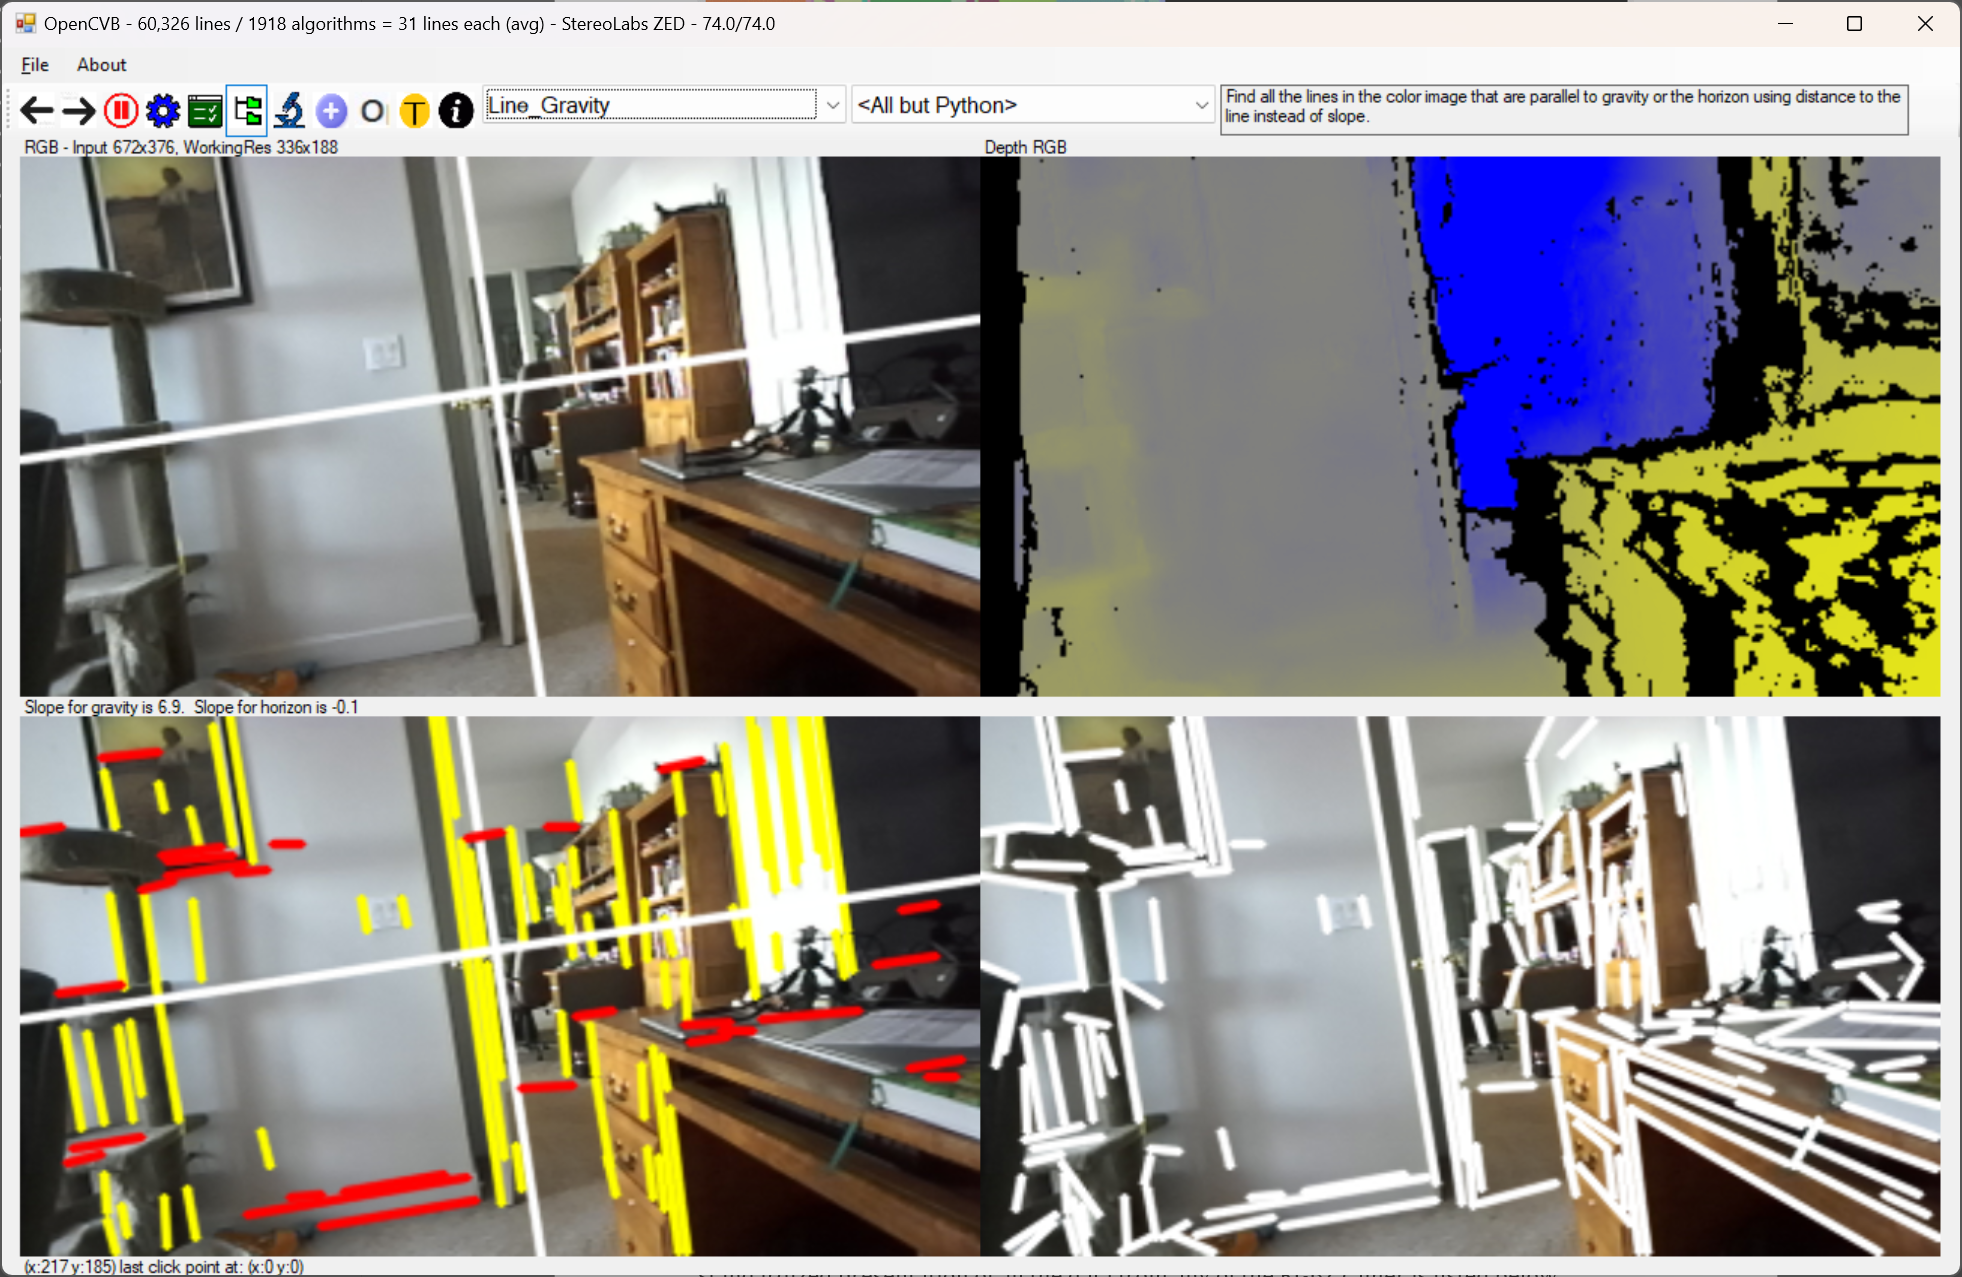 OpenCVB - 60,326 lines / 1918 algorithms = 31 lines each (avg) - StereoLabs ZED - 74.0/74.0
File About
Line_Gravity <All but Python> Find all the lines in the color image that are parallel to gravity or the horizon using distance to the
line instead of slope.
RGB - Input 672x376, WorkingRes 336x188 Depth RGB
Slope for gravity is 6.9. Slope for horizon is -0.1
(x:217 y:185) last click point at: (x:0 y:0)